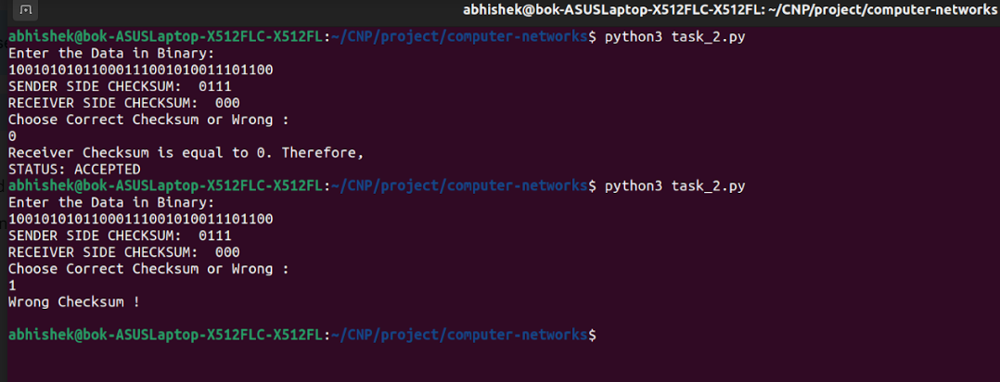 abhishek@bok-ASUSLaptop-X512FLC-X512FL: ~/CNP/project/computer-networks
abhishek@bok-ASUSLaptop-X512FLC-X512FL:~/CNP/project/computer-networks$ python3 task_2.py
Enter the Data in Binary:
10010101011000111001010011101100
SENDER SIDE CHECKSUM:  0111
RECEIVER SIDE CHECKSUM:  000
Choose Correct Checksum or Wrong :
0
Receiver Checksum is equal to 0. Therefore,
STATUS: ACCEPTED
abhishek@bok-ASUSLaptop-X512FLC-X512FL:~/CNP/project/computer-networks$ python3 task_2.py
Enter the Data in Binary:
10010101011000111001010011101100
SENDER SIDE CHECKSUM:  0111
RECEIVER SIDE CHECKSUM:  000
Choose Correct Checksum or Wrong :
1
Wrong Checksum !
abhishek@bok-ASUSLaptop-X512FLC-X512FL:~/CNP/project/computer-networks$